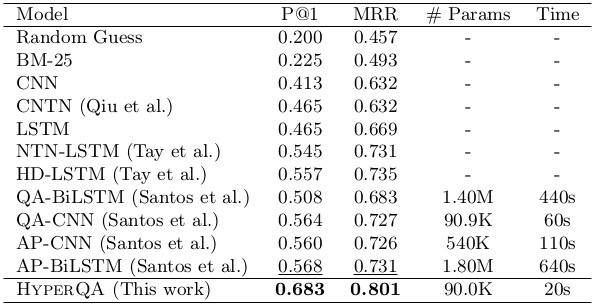 Model P@1 MRR # Params Time
Random Guess 0.200 0.457 - -
BM-25 0.225 0.493 - -
CNN 0.413 0.632 - -
CNTN (Qiu et al.) 0.465 0.632 - -
LSTM 0.465 0.669 - -
NTN-LSTM (Tay et al.) 0.545 0.731 - -
HD-LSTM (Tay et al.) 0.557 0.735 - -
QA-BiLSTM (Santos et al.) 0.508 0.683 1.40M 440s
QA-CNN (Santos et al.) 0.564 0.727 90.9K 60s
AP-CNN (Santos et al.) 0.560 0.726 540K 110s
AP-BiLSTM (Santos et al.) 0.568 0.731 1.80M 640s
HYPERQA (This work) 0.683 0.801 90.0K 20s